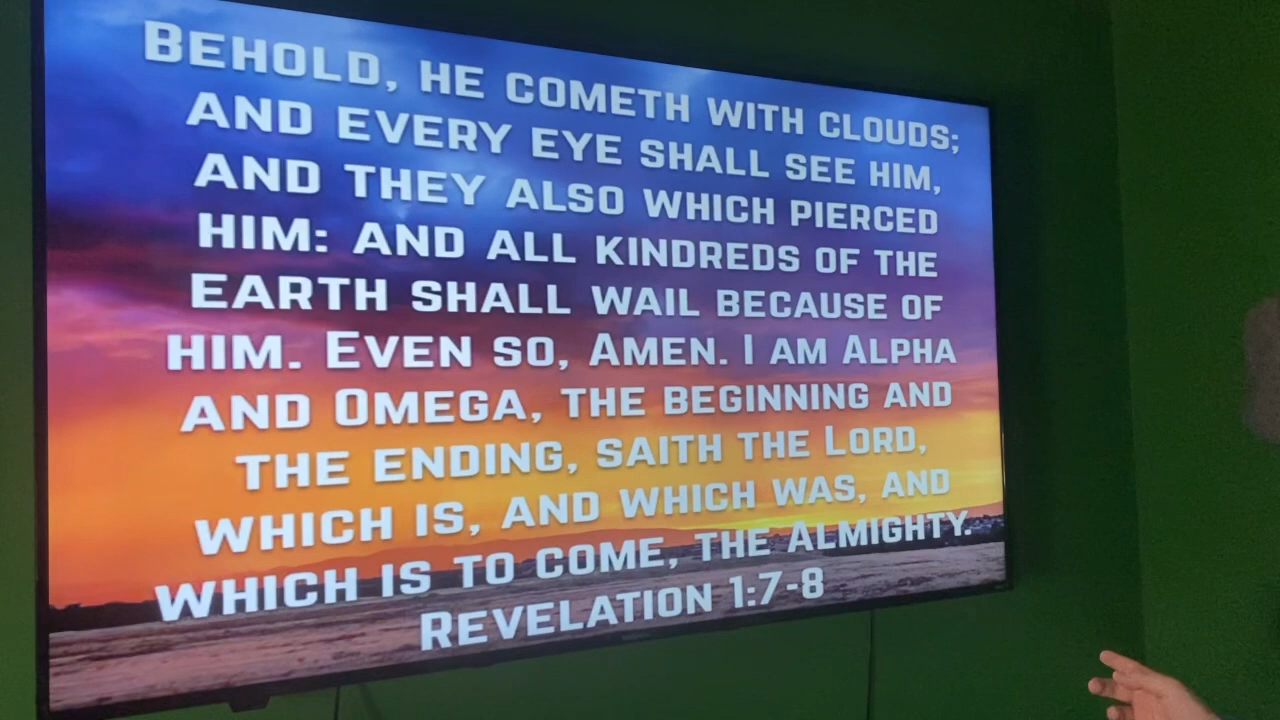 Behold, he cometh with clouds;
and every eye shall see him,
and they also which pierced
him: and all kindreds of the
earth shall wail because of
him. Even so, Amen. I am Alpha
and Omega, the beginning and
the ending, saith the Lord,
which is, and which was, and
which is to come, the Almighty.
Revelation 1:7-8